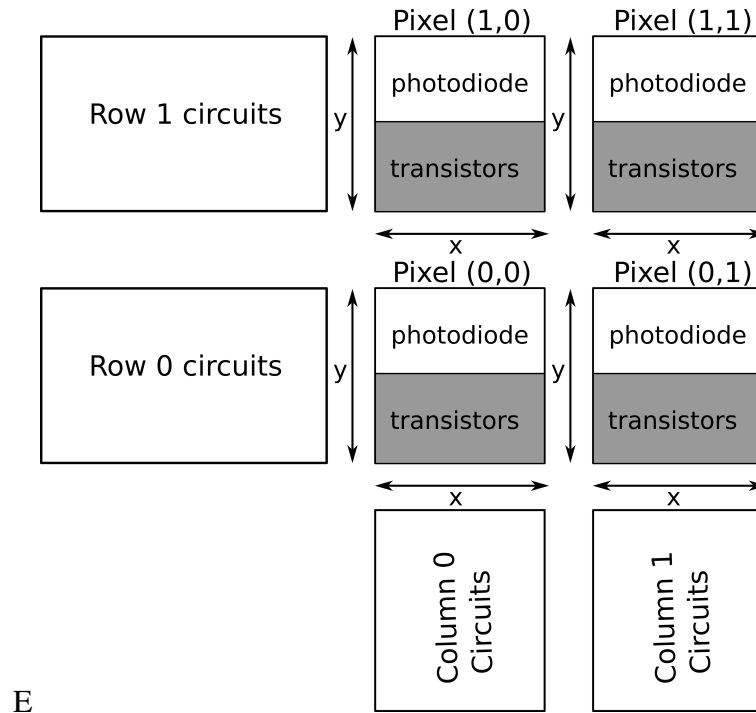 Pixel (1,0) Pixel (1,1)
Row 1 circuits
y
photodiode
transistors
y
photodiode
transistors
x
x
Pixel (0,0) Pixel (0,1)
Row 0 circuits
y
photodiode
transistors
y
photodiode
transistors
x
x
Column 0
Circuits
Column 1
Circuits
E